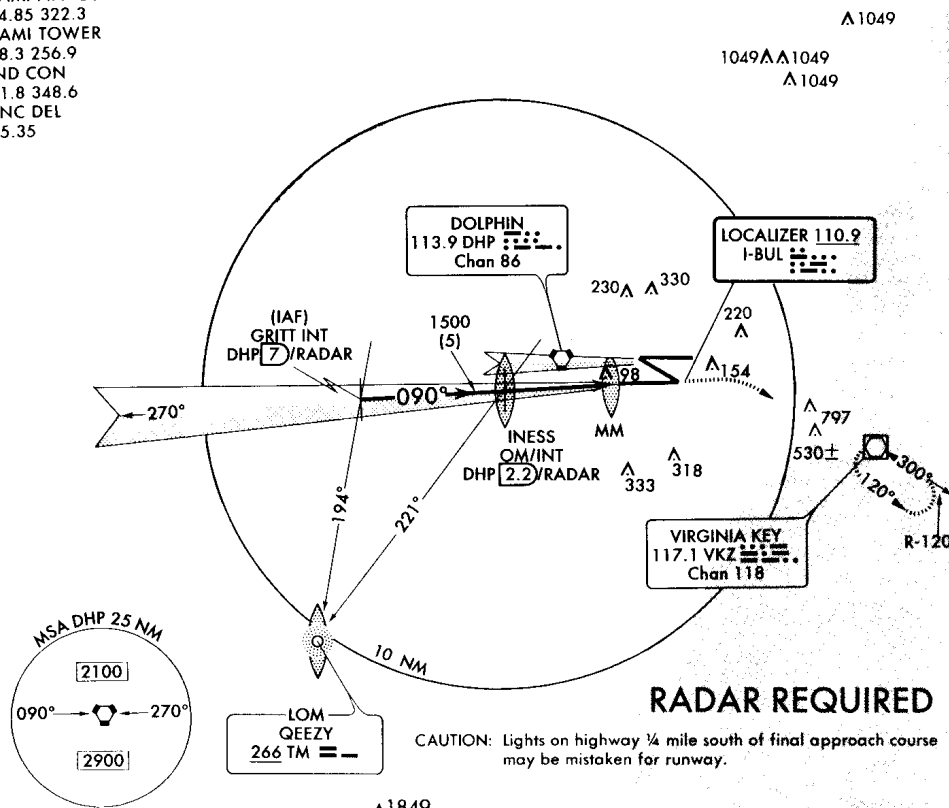 4.85 322.3
AMI TOWER
8.3 256.9
ND CON
1.8 348.6
NC DEL
5.35
1049
1049 1049
1049
DOLPHIN
113.9 DHP
Chan 86
LOCALIZER 110.9
I-BUL
230 330
220
(IAF)
GRITT INT
DHP 7 /RADAR
1500
(5)
98
154
090°
270°
INESS
OM/INT
DHP 2.2 /RADAR
MM
797
530±
318
333
194°
221°
300°
120°
R-120
VIRGINIA KEY
117.1 VKZ
Chan 118
10 NM
MSA DHP 25 NM
2100
090° 270°
2900
LOM
QEEZY
266 TM
RADAR REQUIRED
CAUTION: Lights on highway ¼ mile south of final approach course
may be mistaken for runway.
1849